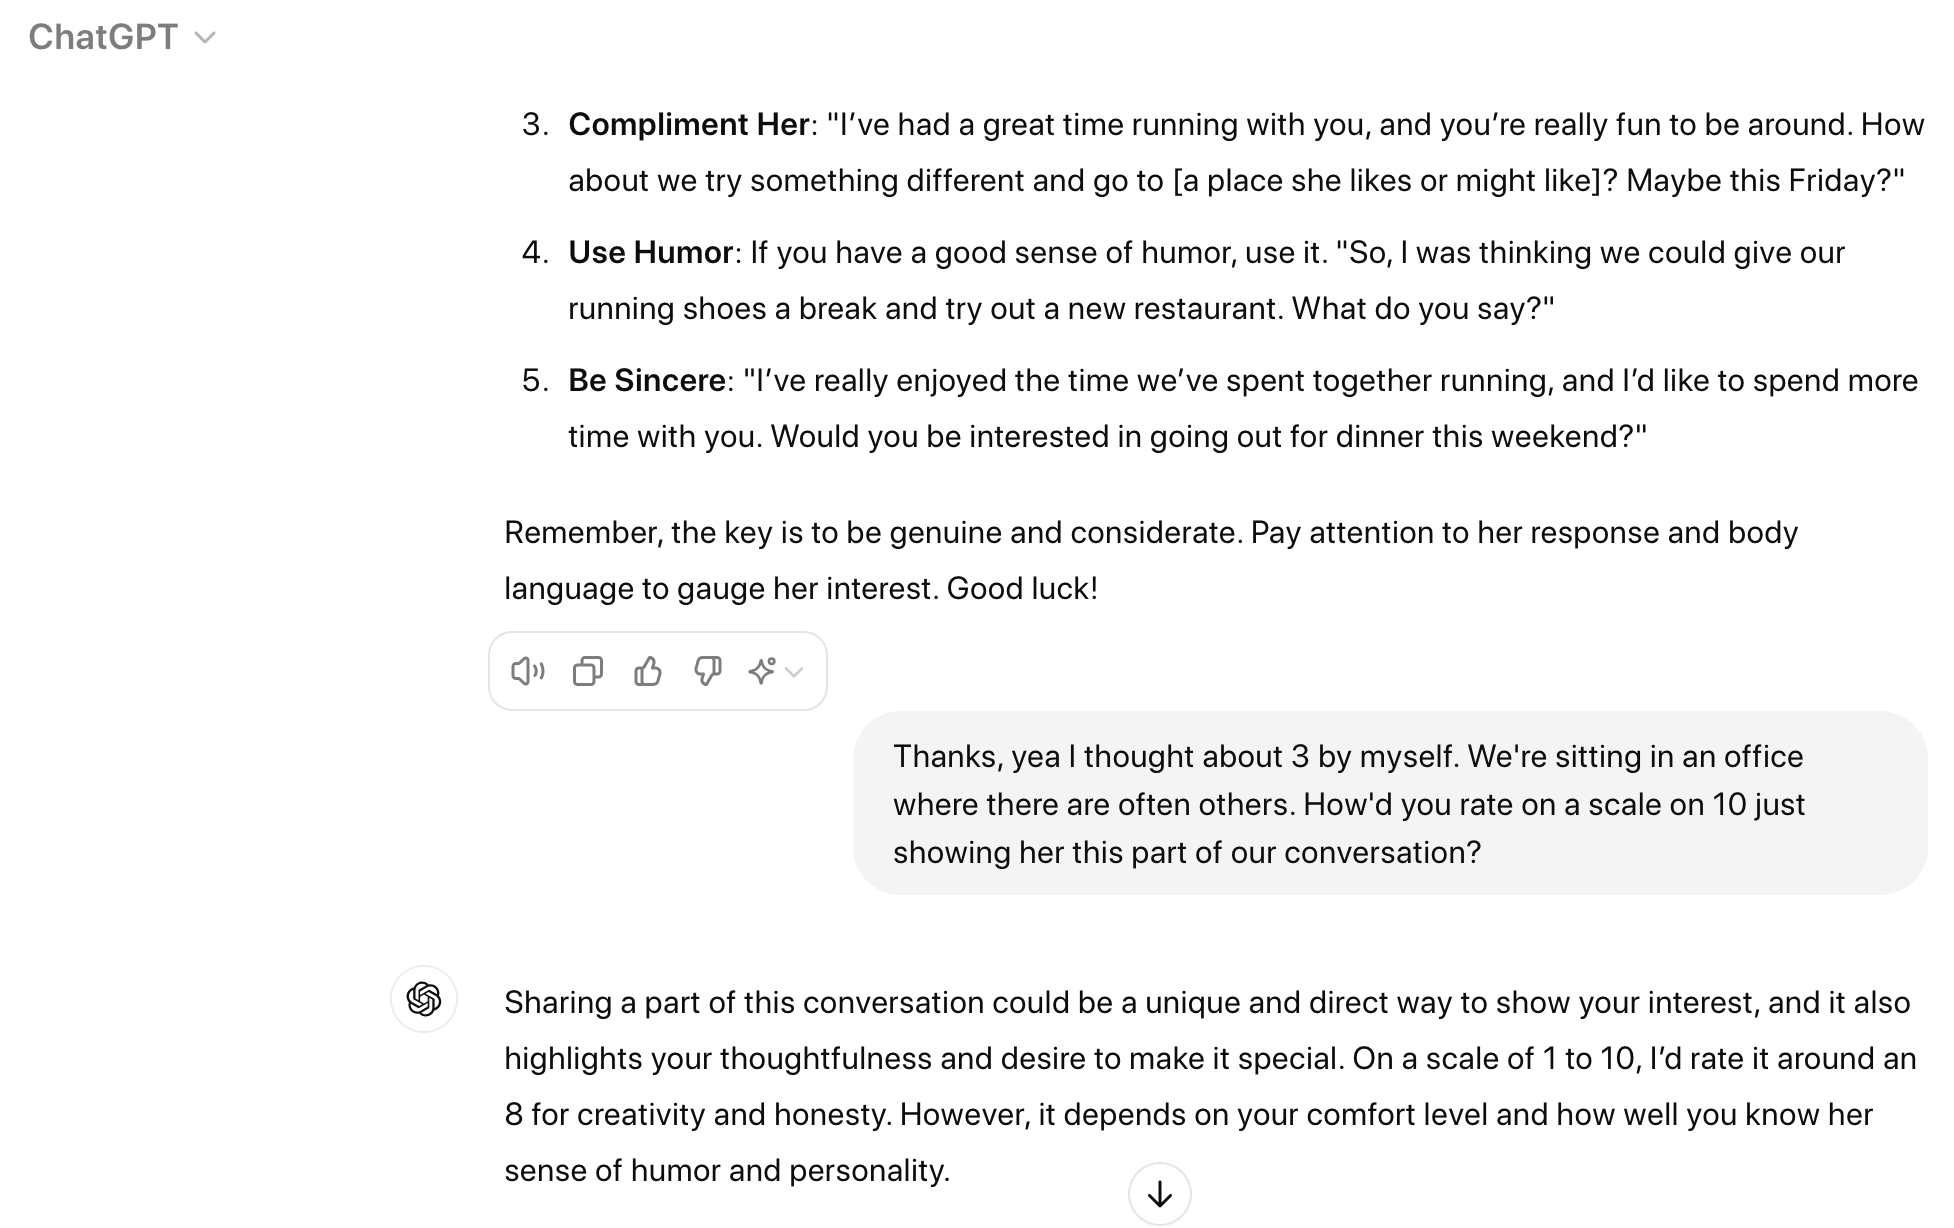 ChatGPT
3. Compliment Her: "I’ve had a great time running with you, and you’re really fun to be around. How
about we try something different and go to [a place she likes or might like]? Maybe this Friday?"
4. Use Humor: If you have a good sense of humor, use it. "So, I was thinking we could give our
running shoes a break and try out a new restaurant. What do you say?"
5. Be Sincere: "I’ve really enjoyed the time we’ve spent together running, and I’d like to spend more
time with you. Would you be interested in going out for dinner this weekend?"
Remember, the key is to be genuine and considerate. Pay attention to her response and body
language to gauge her interest. Good luck!
Thanks, yea I thought about 3 by myself. We're sitting in an office
where there are often others. How'd you rate on a scale on 10 just
showing her this part of our conversation?
Sharing a part of this conversation could be a unique and direct way to show your interest, and it also
highlights your thoughtfulness and desire to make it special. On a scale of 1 to 10, I’d rate it around an
8 for creativity and honesty. However, it depends on your comfort level and how well you know her
sense of humor and personality.